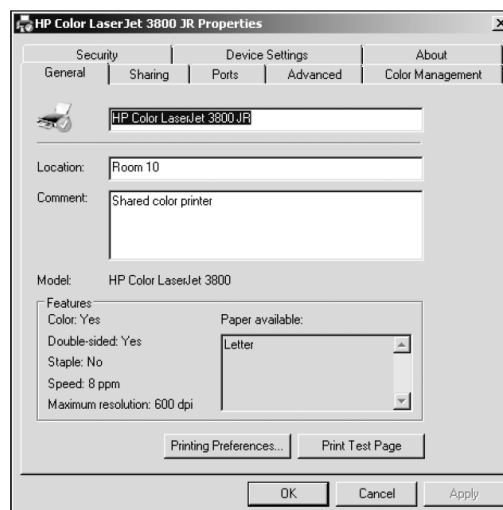 HP Color LaserJet 3800 JR Properties
Security Device Settings About
General Sharing Ports Advanced Color Management
HP Color LaserJet 3800 JR
Location: Room 10
Comment: Shared color printer
Model: HP Color LaserJet 3800
Features
Color: Yes Paper available:
Double-sided: Yes Letter
Staple: No
Speed: 8 ppm
Maximum resolution: 600 dpi
Printing Preferences... Print Test Page
OK Cancel Apply